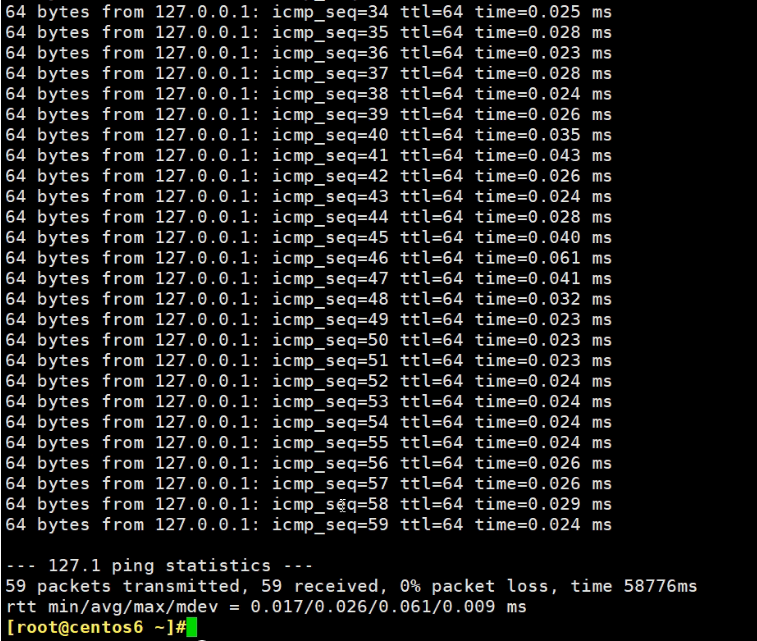 64 bytes from 127.0.0.1: icmp_seq=34 ttl=64 time=0.025 ms
64 bytes from 127.0.0.1: icmp_seq=35 ttl=64 time=0.028 ms
64 bytes from 127.0.0.1: icmp_seq=36 ttl=64 time=0.023 ms
64 bytes from 127.0.0.1: icmp_seq=37 ttl=64 time=0.028 ms
64 bytes from 127.0.0.1: icmp_seq=38 ttl=64 time=0.024 ms
64 bytes from 127.0.0.1: icmp_seq=39 ttl=64 time=0.026 ms
64 bytes from 127.0.0.1: icmp_seq=40 ttl=64 time=0.035 ms
64 bytes from 127.0.0.1: icmp_seq=41 ttl=64 time=0.043 ms
64 bytes from 127.0.0.1: icmp_seq=42 ttl=64 time=0.026 ms
64 bytes from 127.0.0.1: icmp_seq=43 ttl=64 time=0.024 ms
64 bytes from 127.0.0.1: icmp_seq=44 ttl=64 time=0.028 ms
64 bytes from 127.0.0.1: icmp_seq=45 ttl=64 time=0.040 ms
64 bytes from 127.0.0.1: icmp_seq=46 ttl=64 time=0.061 ms
64 bytes from 127.0.0.1: icmp_seq=47 ttl=64 time=0.041 ms
64 bytes from 127.0.0.1: icmp_seq=48 ttl=64 time=0.032 ms
64 bytes from 127.0.0.1: icmp_seq=49 ttl=64 time=0.023 ms
64 bytes from 127.0.0.1: icmp_seq=50 ttl=64 time=0.023 ms
64 bytes from 127.0.0.1: icmp_seq=51 ttl=64 time=0.023 ms
64 bytes from 127.0.0.1: icmp_seq=52 ttl=64 time=0.024 ms
64 bytes from 127.0.0.1: icmp_seq=53 ttl=64 time=0.024 ms
64 bytes from 127.0.0.1: icmp_seq=54 ttl=64 time=0.024 ms
64 bytes from 127.0.0.1: icmp_seq=55 ttl=64 time=0.024 ms
64 bytes from 127.0.0.1: icmp_seq=56 ttl=64 time=0.026 ms
64 bytes from 127.0.0.1: icmp_seq=57 ttl=64 time=0.026 ms
64 bytes from 127.0.0.1: icmp_seq=58 ttl=64 time=0.029 ms
64 bytes from 127.0.0.1: icmp_seq=59 ttl=64 time=0.024 ms
--- 127.1 ping statistics ---
59 packets transmitted, 59 received, 0% packet loss, time 58776ms
rtt min/avg/max/mdev = 0.017/0.026/0.061/0.009 ms
[root@centos6 ~]#